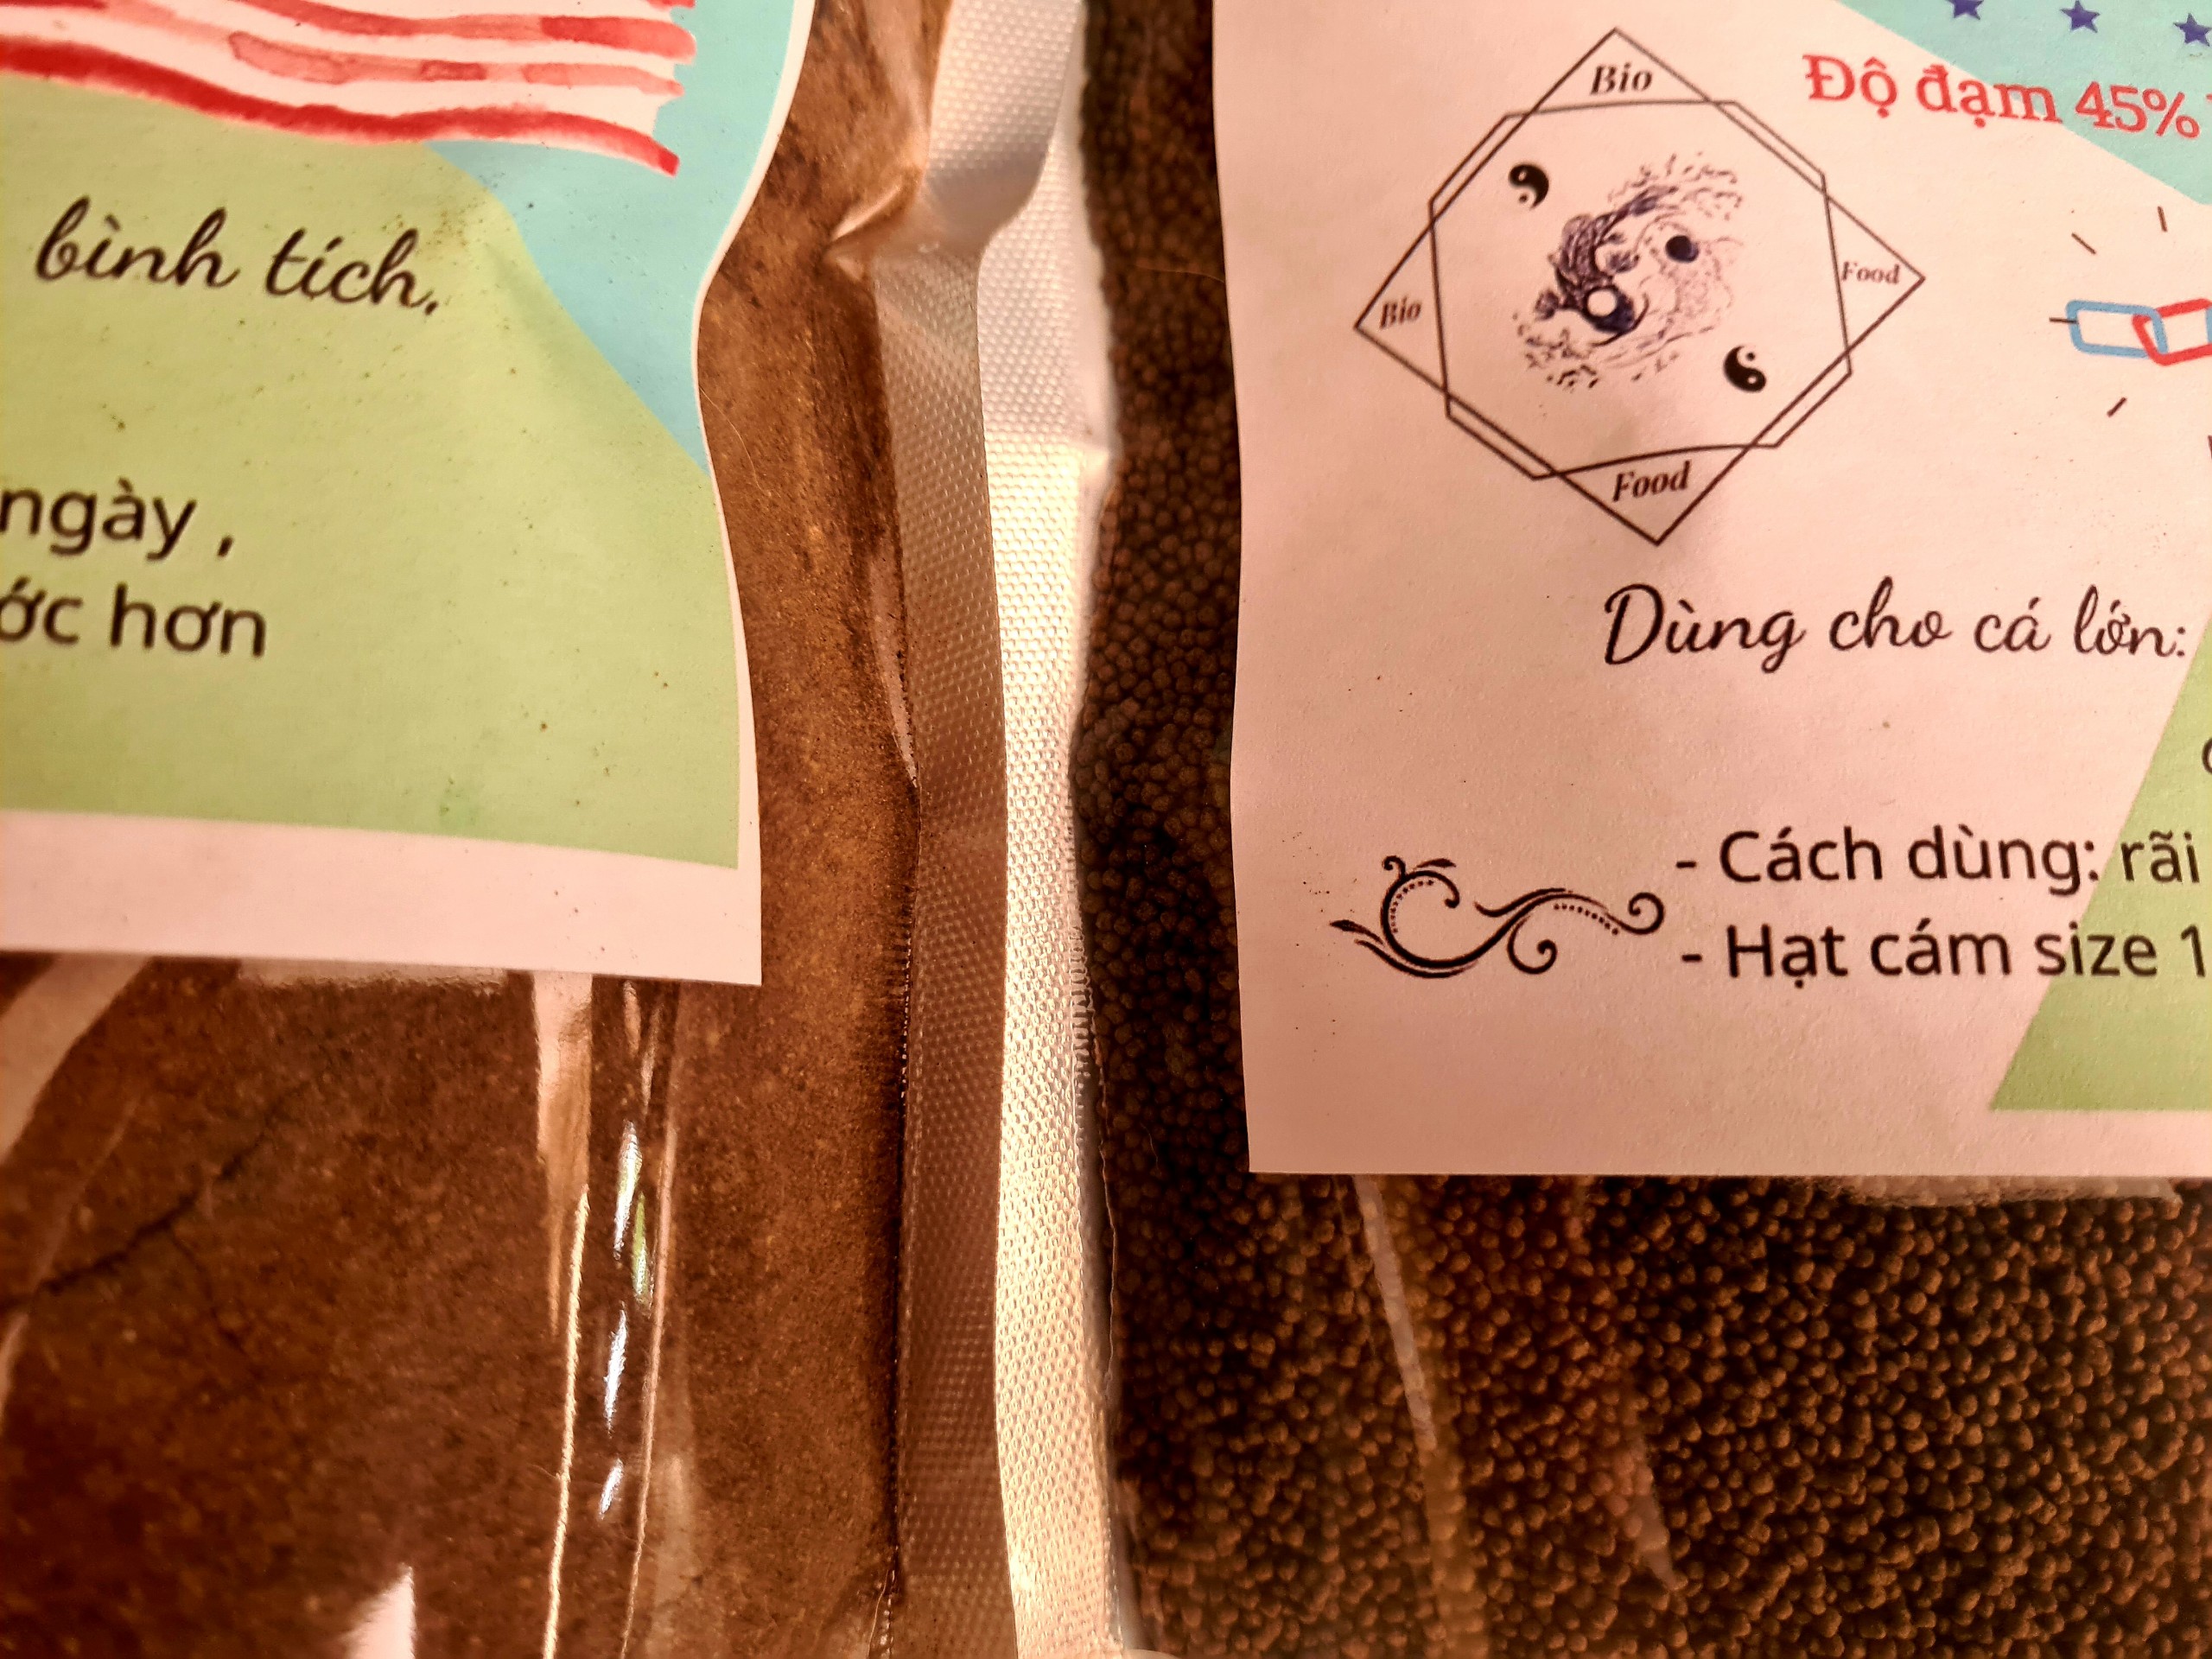 bình tích,
ngày ,
ớc hơn
Bio
Độ đạm 45%
Bio
Food
Food
Dùng cho cá lớn:
- Cách dùng: rãi
- Hạt cám size 1